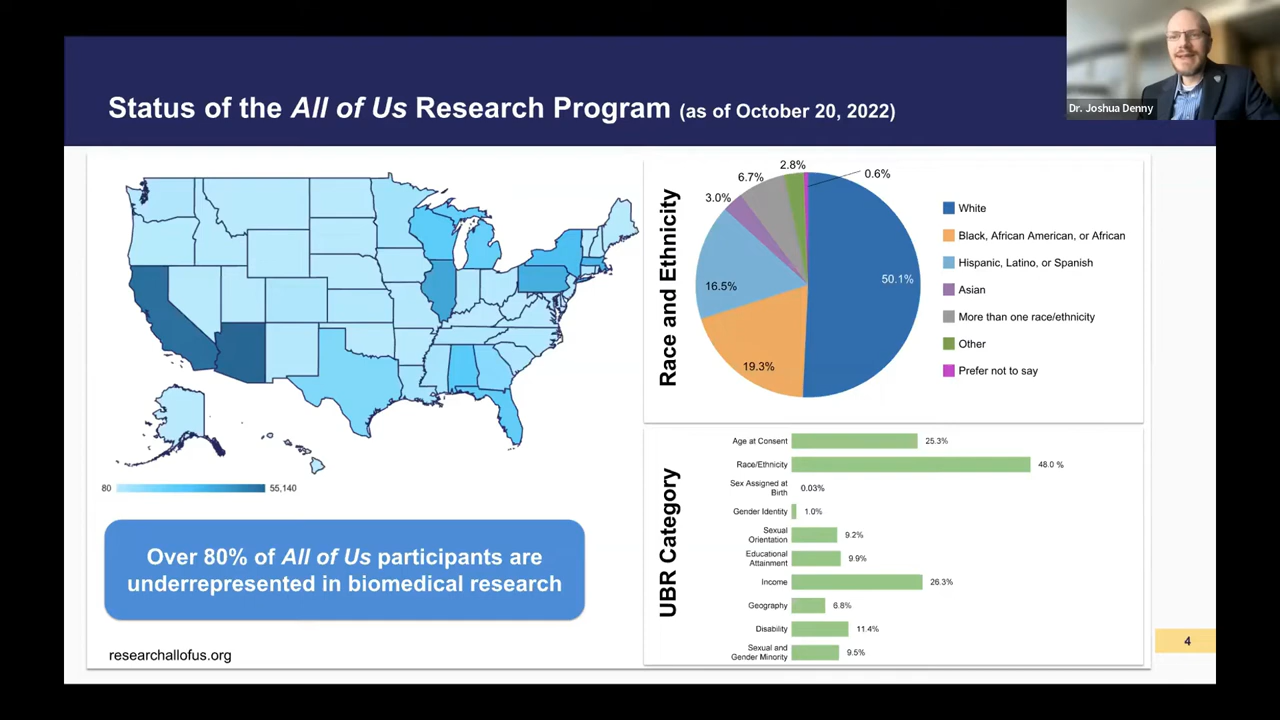 Dr. Joshua Denny
Status of the All of Us Research Program (as of October 20, 2022)
80
55,140
Over 80% of All of Us participants are
underrepresented in biomedical research
researchallofus.org
Race and Ethnicity
2.8%
0.6%
6.7%
3.0%
16.5%
19.3%
50.1%
White
Black, African American, or African
Hispanic, Latino, or Spanish
Asian
More than one race/ethnicity
Other
Prefer not to say
UBR Category
Age at Consent 25.3%
Race/Ethnicity 48.0 %
Sex Assigned at
Birth 0.03%
Gender Identity 1.0%
Sexual
Orientation 9.2%
Educational
Attainment 9.9%
Income 26.3%
Geography 6.8%
Disability 11.4%
Sexual and
Gender Minority 9.5%
4